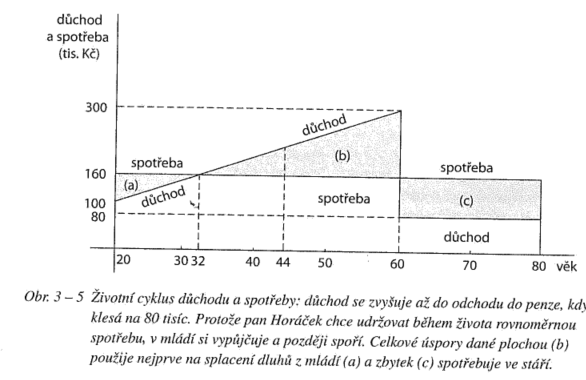 důchod
a spotřeba
(tis. Kč)
300
důchod
(b)
spotřeba
spotřeba
160
(a)
důchod
spotřeba
(c)
100
80
důchod
20 30 32 40 44 50 60 70 80 věk
Obr. 3 – 5 Životní cyklus důchodu a spotřeby: důchod se zvyšuje až do odchodu do penze, kdy
klesá na 80 tisíc. Protože pan Horáček chce udržovat během života rovnoměrnou
spotřebu, v mládí si vypůjčuje a později spoří. Celkové úspory dané plochou (b)
použije nejprve na splacení dluhů z mládí (a) a zbytek (c) spotřebuje ve stáří.